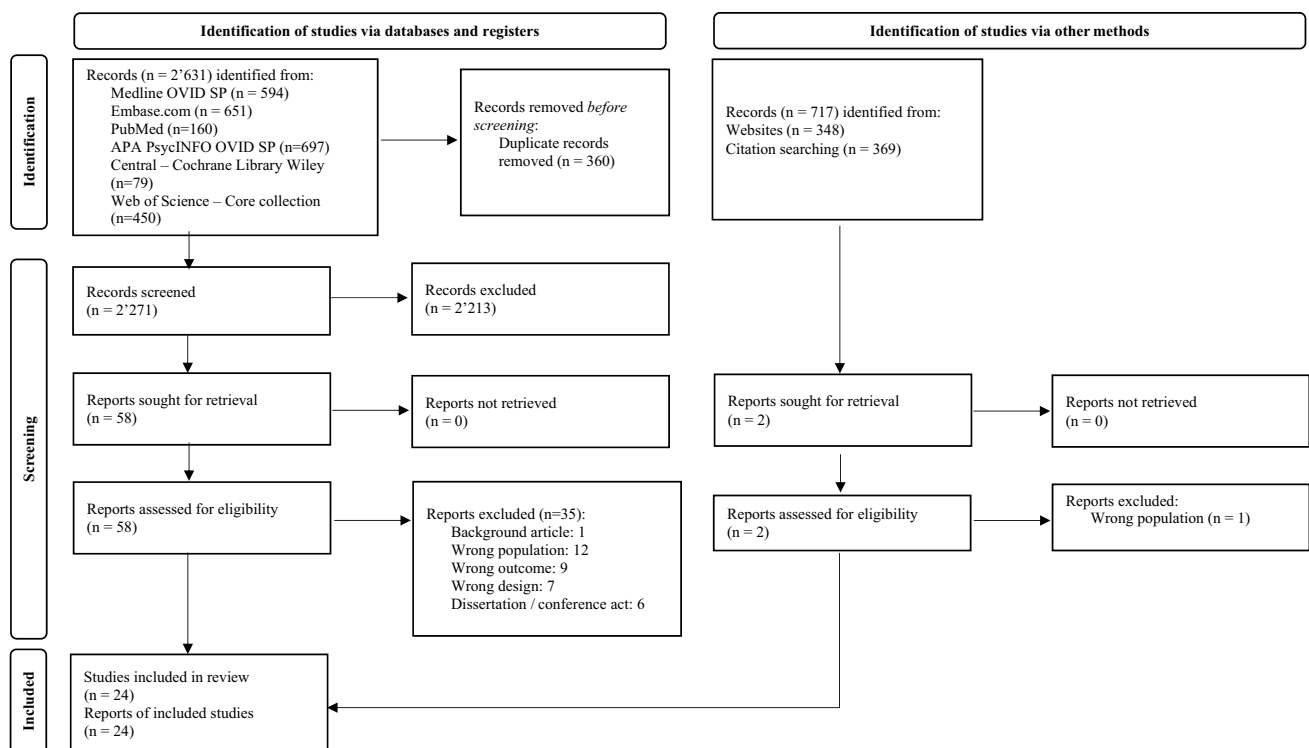 Identification of studies via databases and registers
Identification of studies via other methods
Identification
Records (n = 2’631) identified from:
Medline OVID SP (n = 594)
Embase.com (n = 651)
PubMed (n=160)
APA PsycINFO OVID SP (n=697)
Central – Cochrane Library Wiley
(n=79)
Web of Science – Core collection
(n=450)
Records removed before
screening:
Duplicate records
removed (n = 360)
Records (n = 717) identified from:
Websites (n = 348)
Citation searching (n = 369)
Screening
Records screened
(n = 2’271)
Records excluded
(n = 2’213)
Reports sought for retrieval
(n = 58)
Reports not retrieved
(n = 0)
Reports sought for retrieval
(n = 2)
Reports not retrieved
(n = 0)
Reports assessed for eligibility
(n = 58)
Reports excluded (n=35):
Background article: 1
Wrong population: 12
Wrong outcome: 9
Wrong design: 7
Dissertation / conference act: 6
Reports assessed for eligibility
(n = 2)
Reports excluded:
Wrong population (n = 1)
Included
Studies included in review
(n = 24)
Reports of included studies
(n = 24)